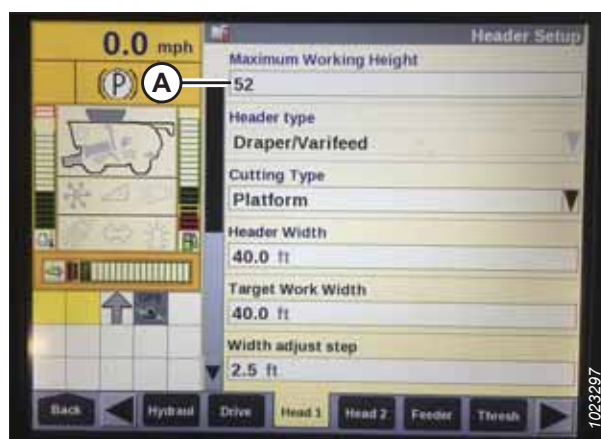 Header Setup
0.0 mph
(P)
A
Maximum Working Height
52
Header type
Draper/Varifeed
Cutting Type
Platform
Header Width
40.0 ft
Target Work Width
40.0 ft
Width adjust step
2.5 ft
Back
Hydraul
Drive
Head 1
Head 2
Feeder
Thresh
1023297